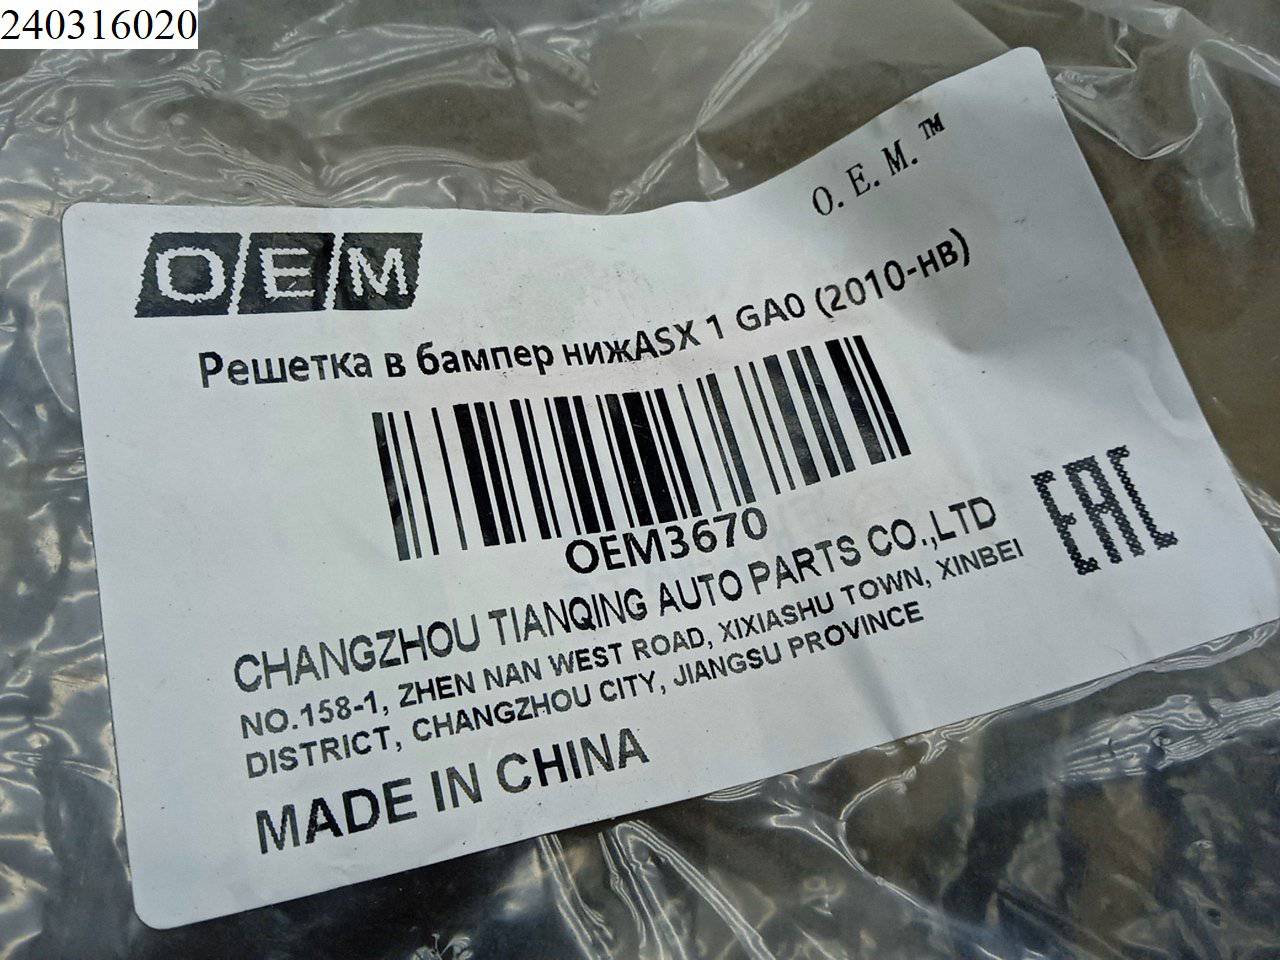 240316020
O. E. M.™
OEM
Решетка в бампер нижASX 1 GA0 (2010-НВ)
OEM3670
CHANGZHOU TIANQING AUTO PARTS CO.,LTD
NO.158-1, ZHEN NAN WEST ROAD, XIXIASHU TOWN, XINBEI
DISTRICT, CHANGZHOU CITY, JIANGSU PROVINCE
MADE IN CHINA
EAC